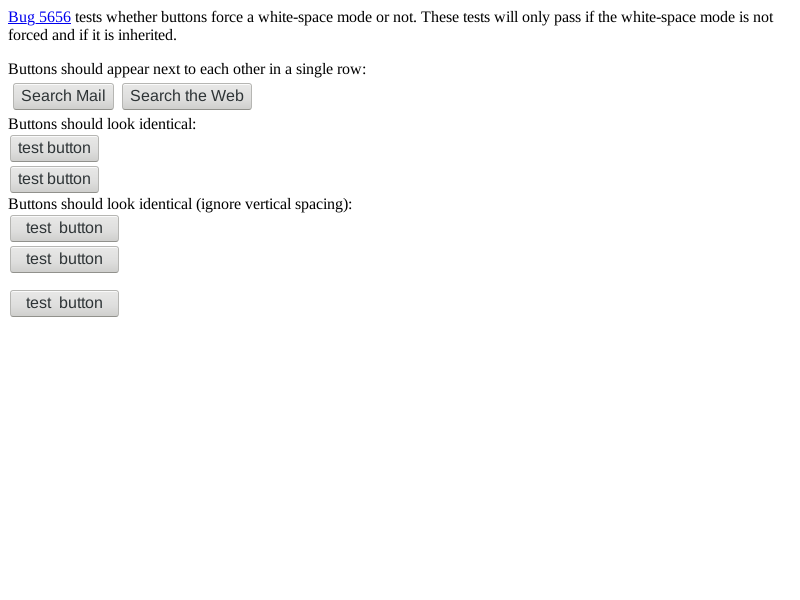 Bug 5656 tests whether buttons force a white-space mode or not. These tests will only pass if the white-space mode is not
forced and if it is inherited.
Buttons should appear next to each other in a single row:
Search Mail Search the Web
Buttons should look identical:
test button
test button
Buttons should look identical (ignore vertical spacing):
test  button
test  button
test  button